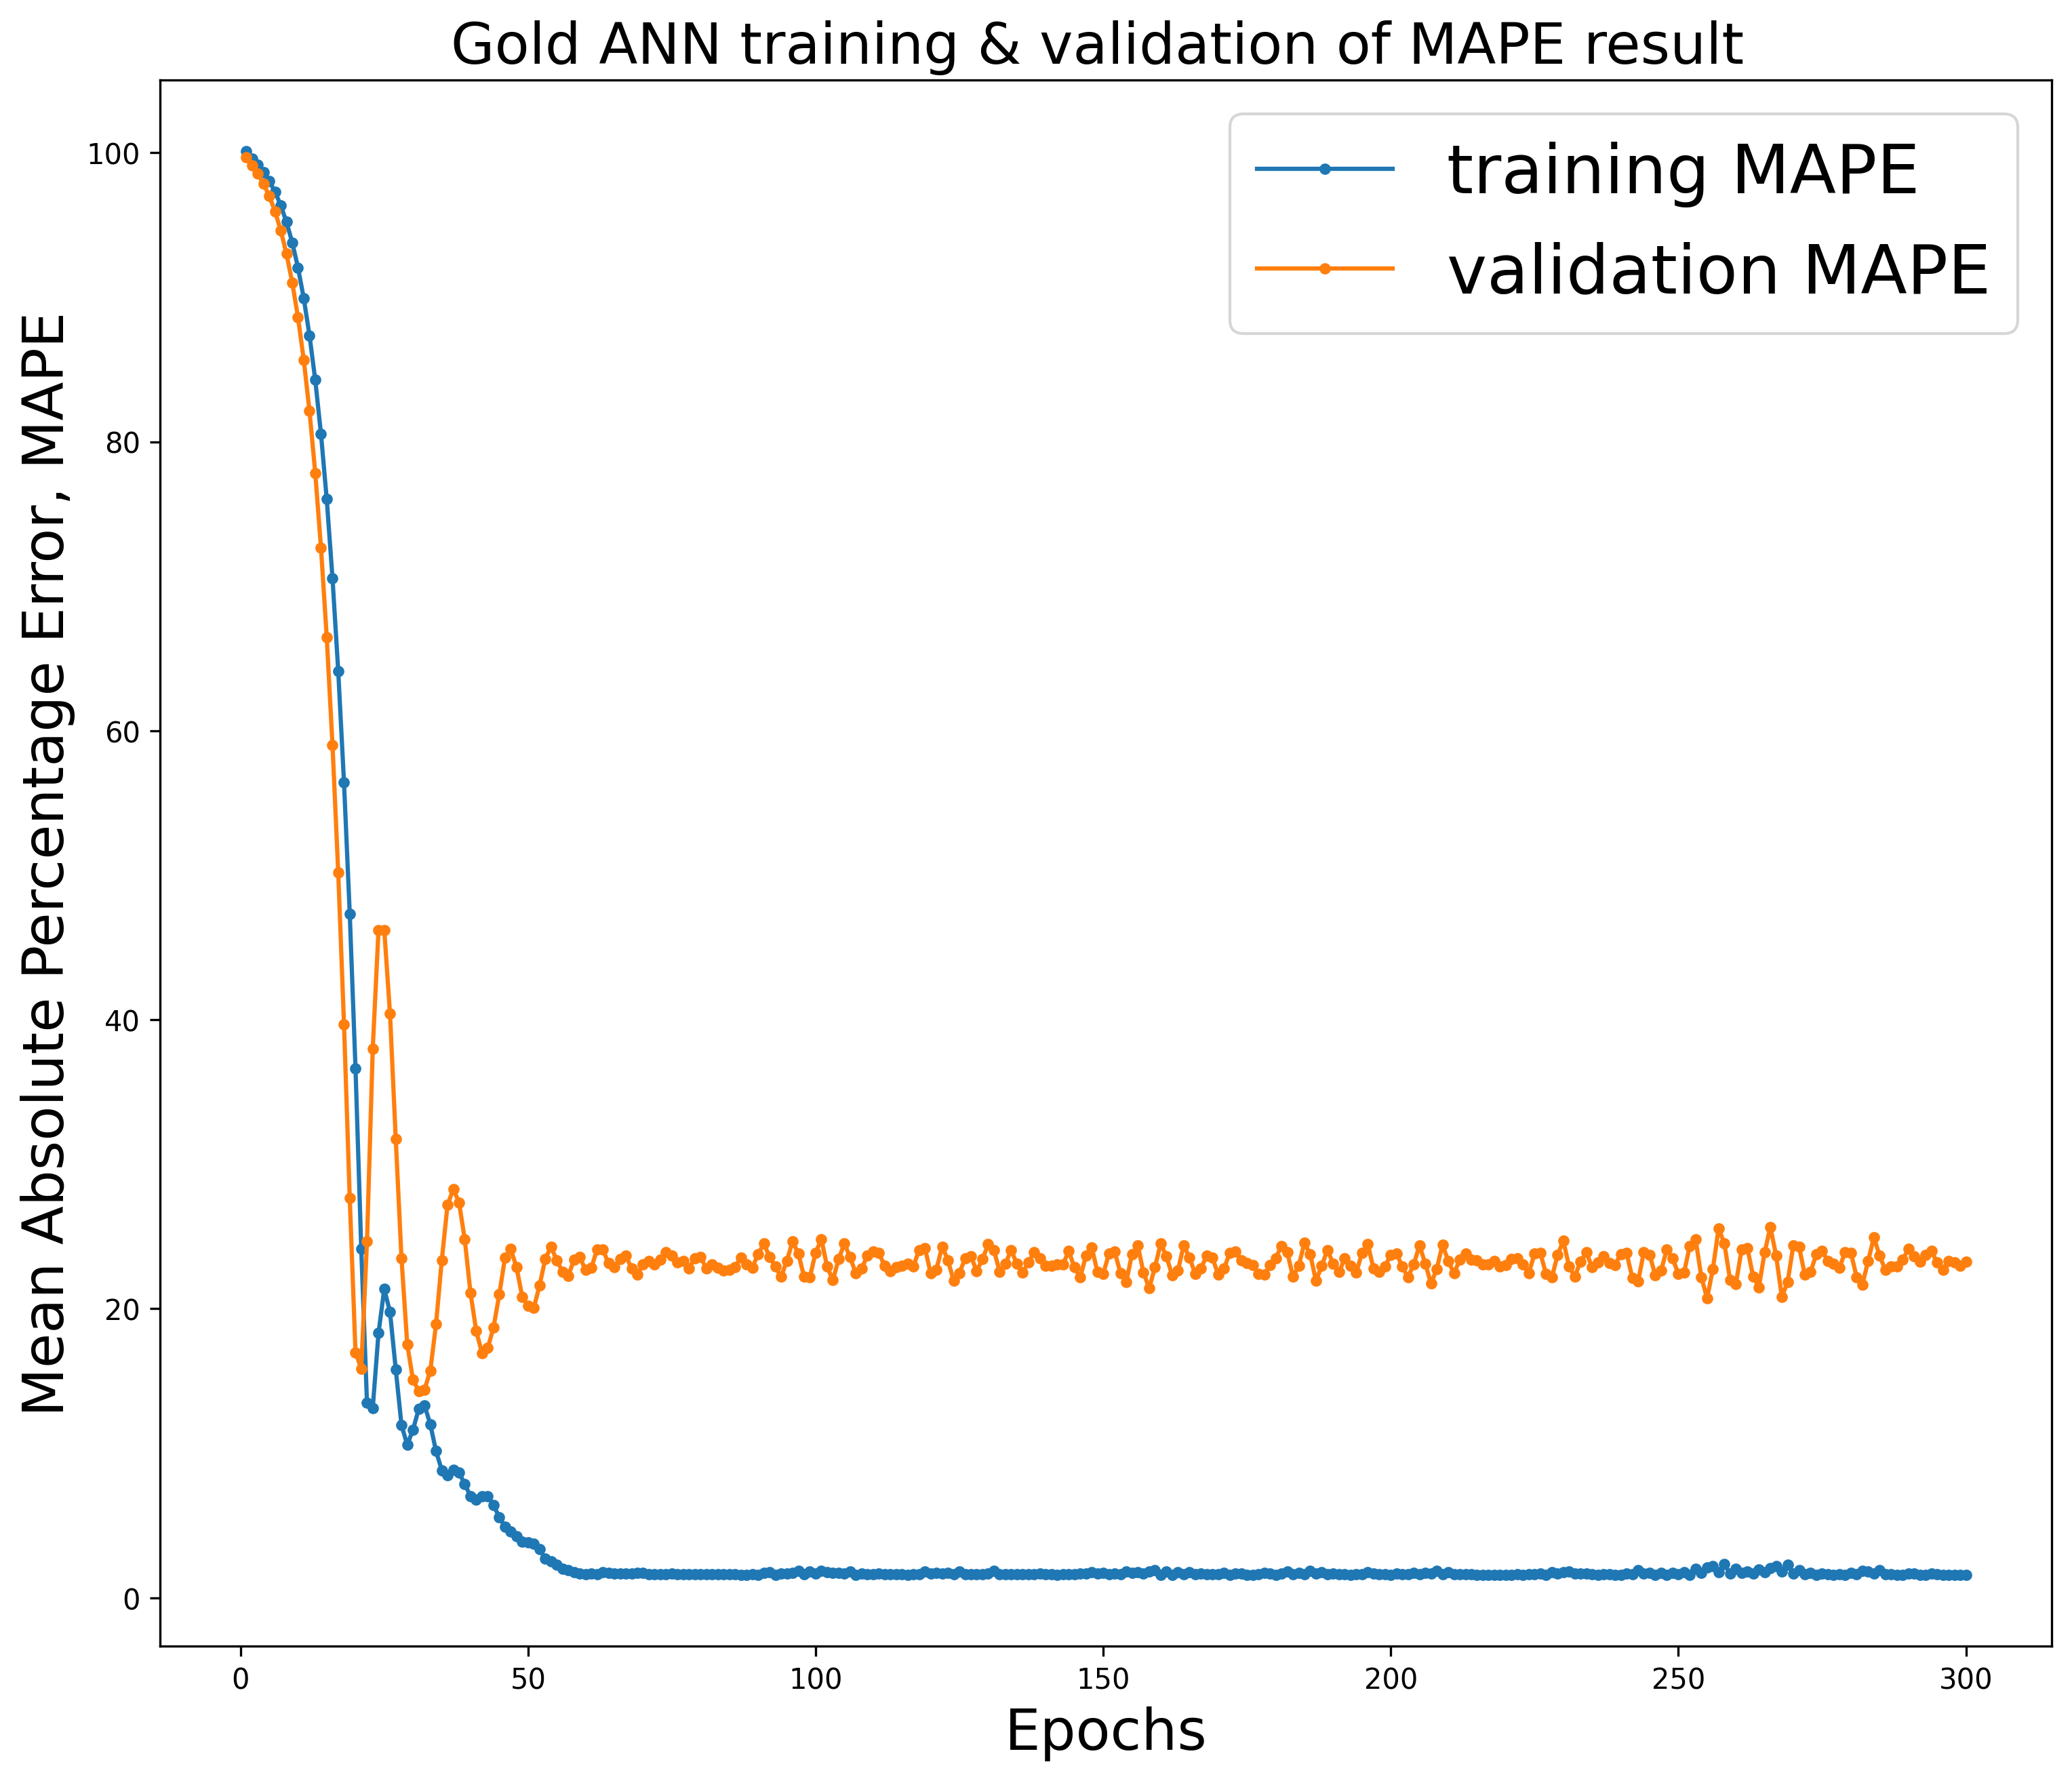 Gold ANN training & validation of MAPE result
training MAPE
validation MAPE
Mean Absolute Percentage Error, MAPE
100
80
60
40
20
0
0 50 100 150 200 250 300
Epochs